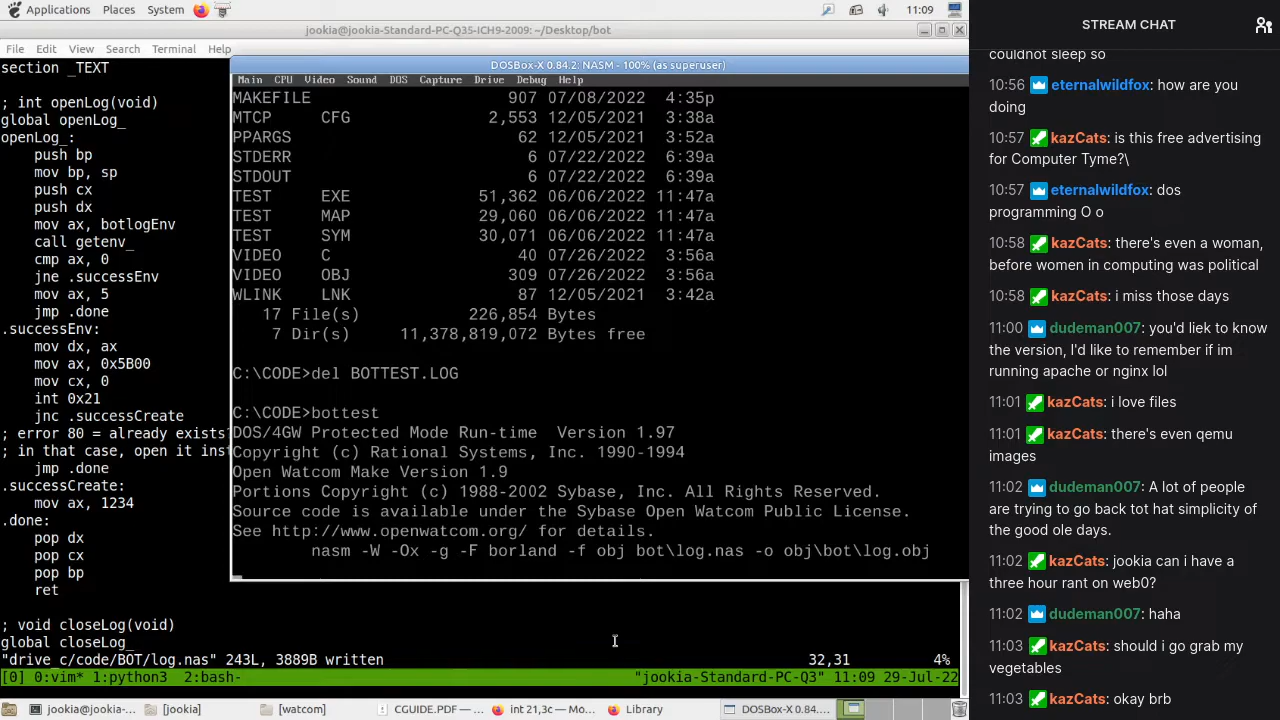 Applications Places System 11:09
jookia@jookia-Standard-PC-Q35-ICH9-2009: ~/Desktop/bot
File Edit View Search Terminal Help
section _TEXT
; int openLog(void)
global openLog_
openLog_:
push bp
mov bp, sp
push cx
push dx
mov ax, botlogEnv
call getenv_
cmp ax, 0
jne .successEnv
mov ax, 5
jmp .done
.successEnv:
mov dx, ax
mov ax, 0x5B00
mov cx, 0
int 0x21
jnc .successCreate
; error 80 = already exists
; in that case, open it inst
jmp .done
.successCreate:
mov ax, 1234
.done:
pop dx
pop cx
pop bp
ret
; void closeLog(void)
global closeLog_
"drive_c/code/BOT/log.nas" 243L, 3889B written 32,31 4%
[0] 0:vim* 1:python3 2:bash- "jookia-Standard-PC-Q3" 11:09 29-Jul-22
DOSBox-X 0.84.2: NASM - 100% (as superuser)
Main CPU Video Sound DOS Capture Drive Debug Help
MAKEFILE 907 07/08/2022 4:35p
MTCP CFG 2,553 12/05/2021 3:38a
PPARGS 62 12/05/2021 3:52a
STDERR 6 07/22/2022 6:39a
STDOUT 6 07/22/2022 6:39a
TEST EXE 51,362 06/06/2022 11:47a
TEST MAP 29,060 06/06/2022 11:47a
TEST SYM 30,071 06/06/2022 11:47a
VIDEO C 40 07/26/2022 3:56a
VIDEO OBJ 309 07/26/2022 3:56a
WLINK LNK 87 12/05/2021 3:42a
17 File(s) 226,854 Bytes
7 Dir(s) 11,378,819,072 Bytes free
C:\CODE>del BOTTEST.LOG
C:\CODE>bottest
DOS/4GW Protected Mode Run-time Version 1.97
Copyright (c) Rational Systems, Inc. 1990-1994
Open Watcom Make Version 1.9
Portions Copyright (c) 1988-2002 Sybase, Inc. All Rights Reserved.
Source code is available under the Sybase Open Watcom Public License.
See http://www.openwatcom.org/ for details.
nasm -W -Ox -g -F borland -f obj bot\log.nas -o obj\bot\log.obj
jookia@jookia-... [jookia] [watcom] CGUIDE.PDF —... int 21,3c – Mo... Library DOSBox-X 0.84....
STREAM CHAT
couldnot sleep so
10:56 eternalwildfox: how are you
doing
10:57 kazCats: is this free advertising
for Computer Tyme?\
10:57 eternalwildfox: dos
programming O o
10:58 kazCats: there's even a woman,
before women in computing was political
10:58 kazCats: i miss those days
11:00 dudeman007: you'd liek to know
the version, I'd like to remember if im
running apache or nginx lol
11:01 kazCats: i love files
11:01 kazCats: there's even qemu
images
11:02 dudeman007: A lot of people
are trying to go back tot hat simplicity of
the good ole days.
11:02 kazCats: jookia can i have a
three hour rant on web0?
11:02 dudeman007: haha
11:03 kazCats: should i go grab my
vegetables
11:03 kazCats: okay brb